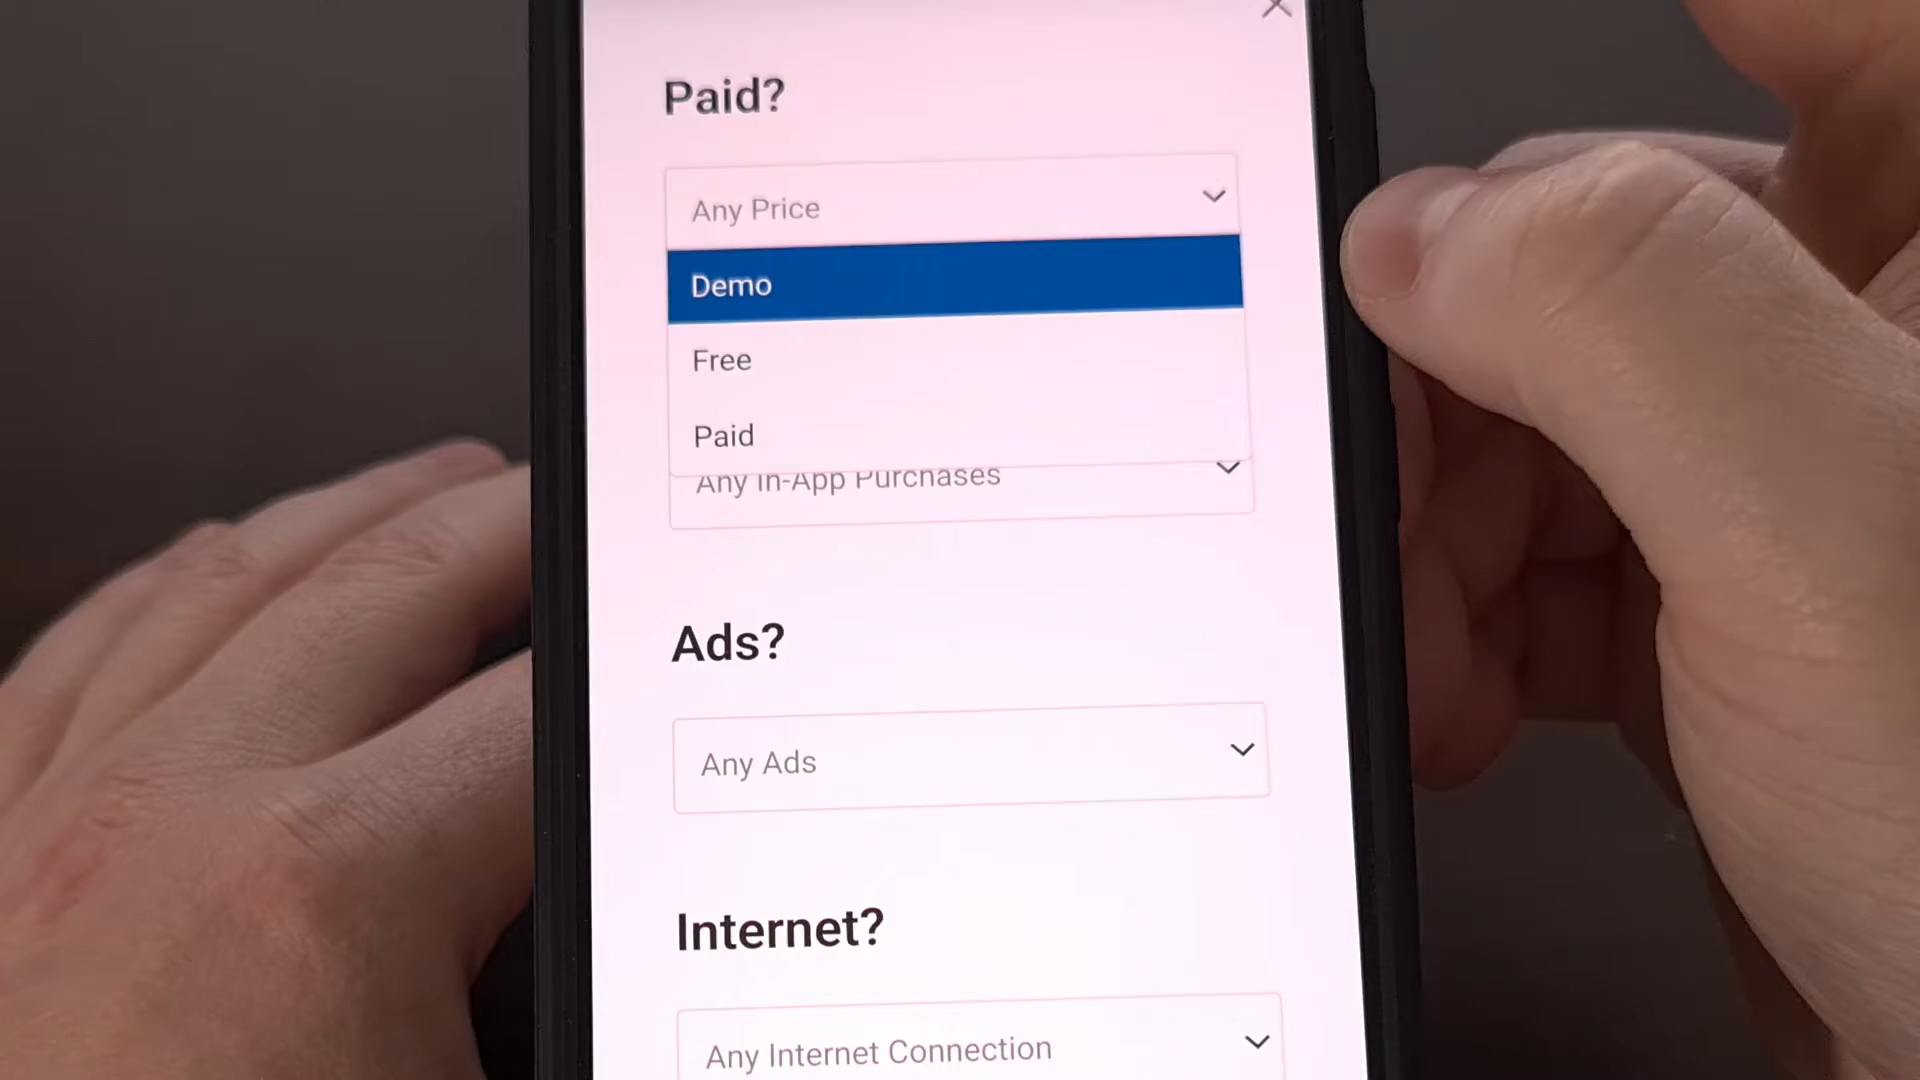 Paid?
Any Price
Demo
Free
Paid
Any In-App Purchases
Ads?
Any Ads
Internet?
Any Internet Connection